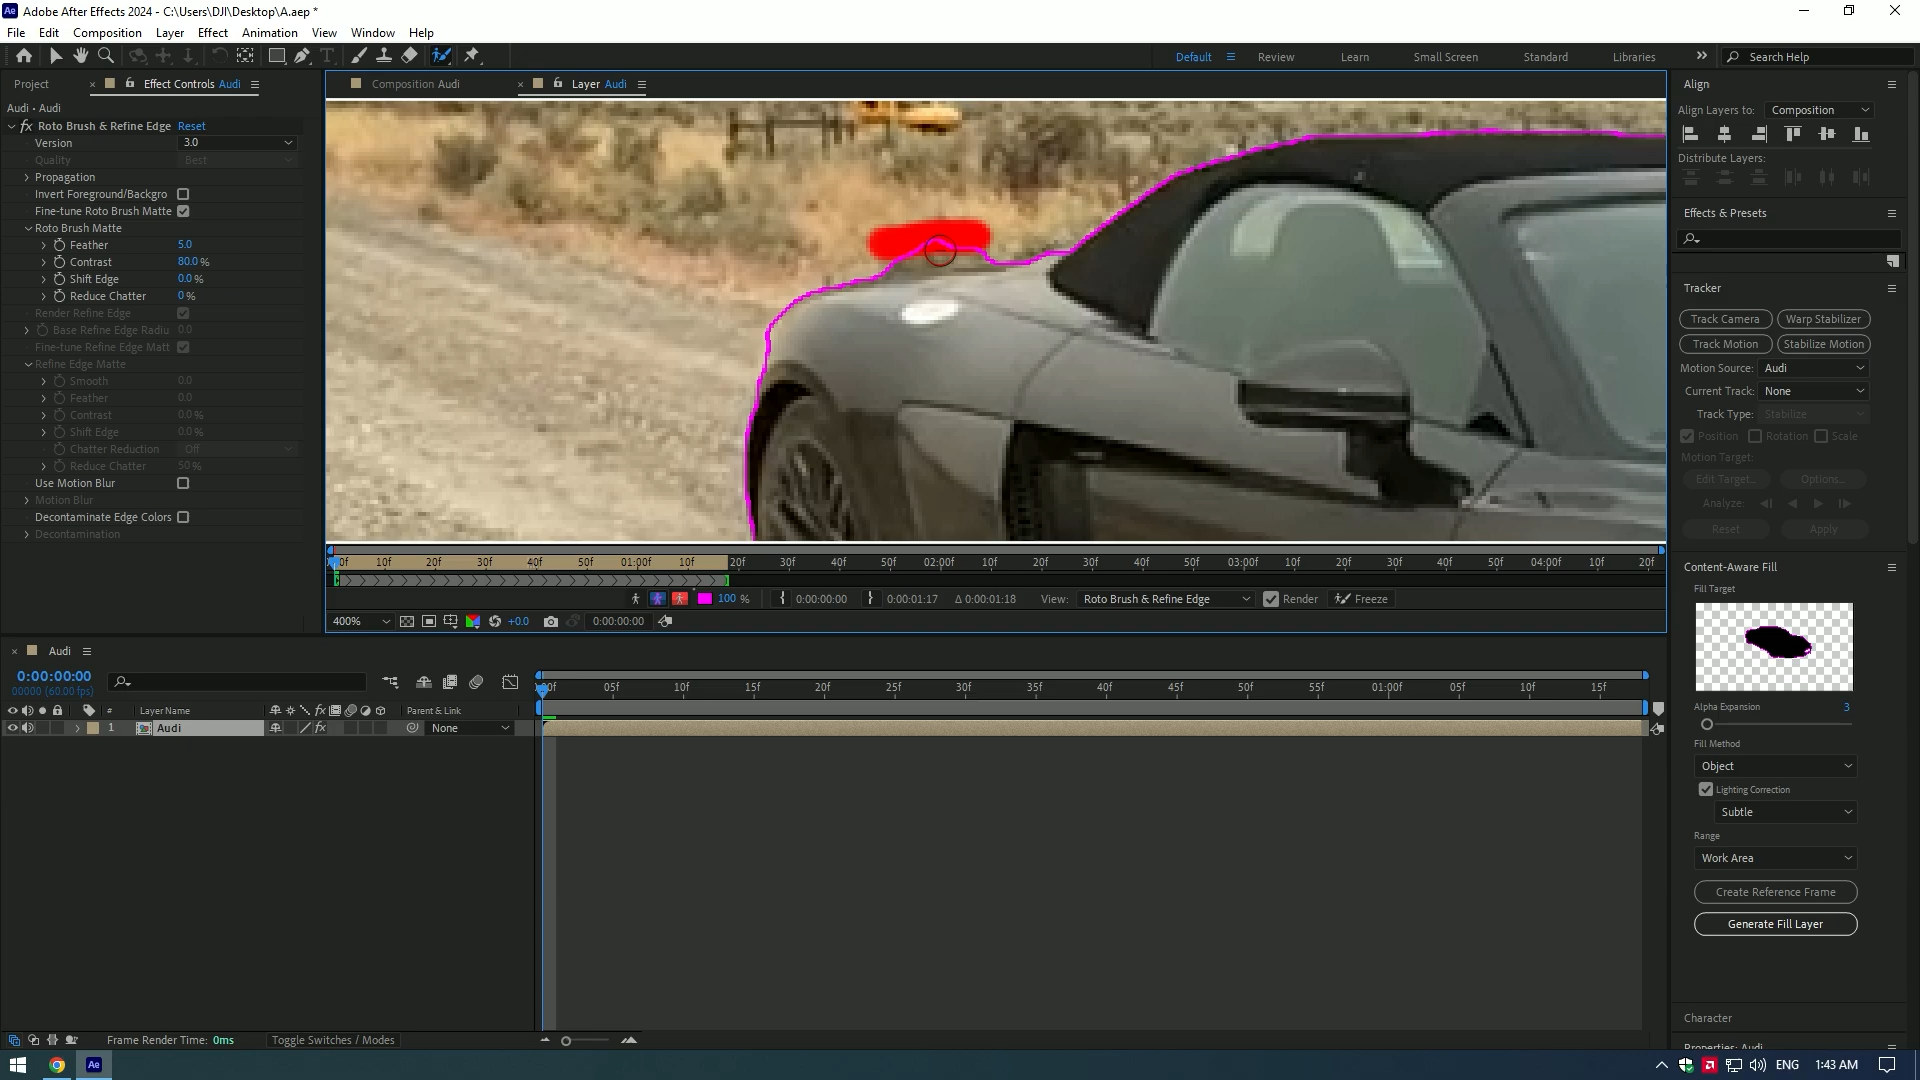 Adobe After Effects 2024 - C:\Users\DJI\Desktop\A.aep *
File Edit Composition Layer Effect Animation View Window Help
Default Review Learn Small Screen Standard Libraries Search Help
Project Effect Controls Audi
Audi • Audi
fx Roto Brush & Refine Edge Reset
Version 3.0
Quality Best
Propagation
Invert Foreground/Backgro
Fine-tune Roto Brush Matte
Roto Brush Matte
Feather 5.0
Contrast 80.0 %
Shift Edge 0.0 %
Reduce Chatter 0 %
Render Refine Edge
Base Refine Edge Radiu 0.0
Fine-tune Refine Edge Matt
Refine Edge Matte
Smooth 0.0
Feather 0.0
Contrast 0.0 %
Shift Edge 0.0 %
Chatter Reduction Off
Reduce Chatter 50 %
Use Motion Blur
Motion Blur
Decontaminate Edge Colors
Decontamination
Composition Audi Layer Audi
00f 10f 20f 30f 40f 50f 01:00f 10f 20f 30f 40f 50f 02:00f 10f 20f 30f 40f 50f 03:00f 10f 20f 30f 40f 50f 04:00f 10f 20f
100 % 0:00:00:00 0:00:01:17 Δ 0:00:01:18 View: Roto Brush & Refine Edge Render Freeze
400% +0.0 0:00:00:00
Align
Align Layers to: Composition
Distribute Layers:
Effects & Presets
Tracker
Track Camera Warp Stabilizer
Track Motion Stabilize Motion
Motion Source: Audi
Current Track: None
Track Type: Stabilize
Position Rotation Scale
Motion Target:
Edit Target... Options...
Analyze:
Reset Apply
Content-Aware Fill
Fill Target
Alpha Expansion 3
Fill Method
Object
Lighting Correction
Subtle
Range
Work Area
Create Reference Frame
Generate Fill Layer
Character
Properties: Audi
Audi
0:00:00:00
00000 (60.00 fps)
00f 05f 10f 15f 20f 25f 30f 35f 40f 45f 50f 55f 01:00f 05f 10f 15f
# Layer Name fx Parent & Link
1 Audi fx None
Frame Render Time: 0ms Toggle Switches / Modes
Ae ENG 1:43 AM